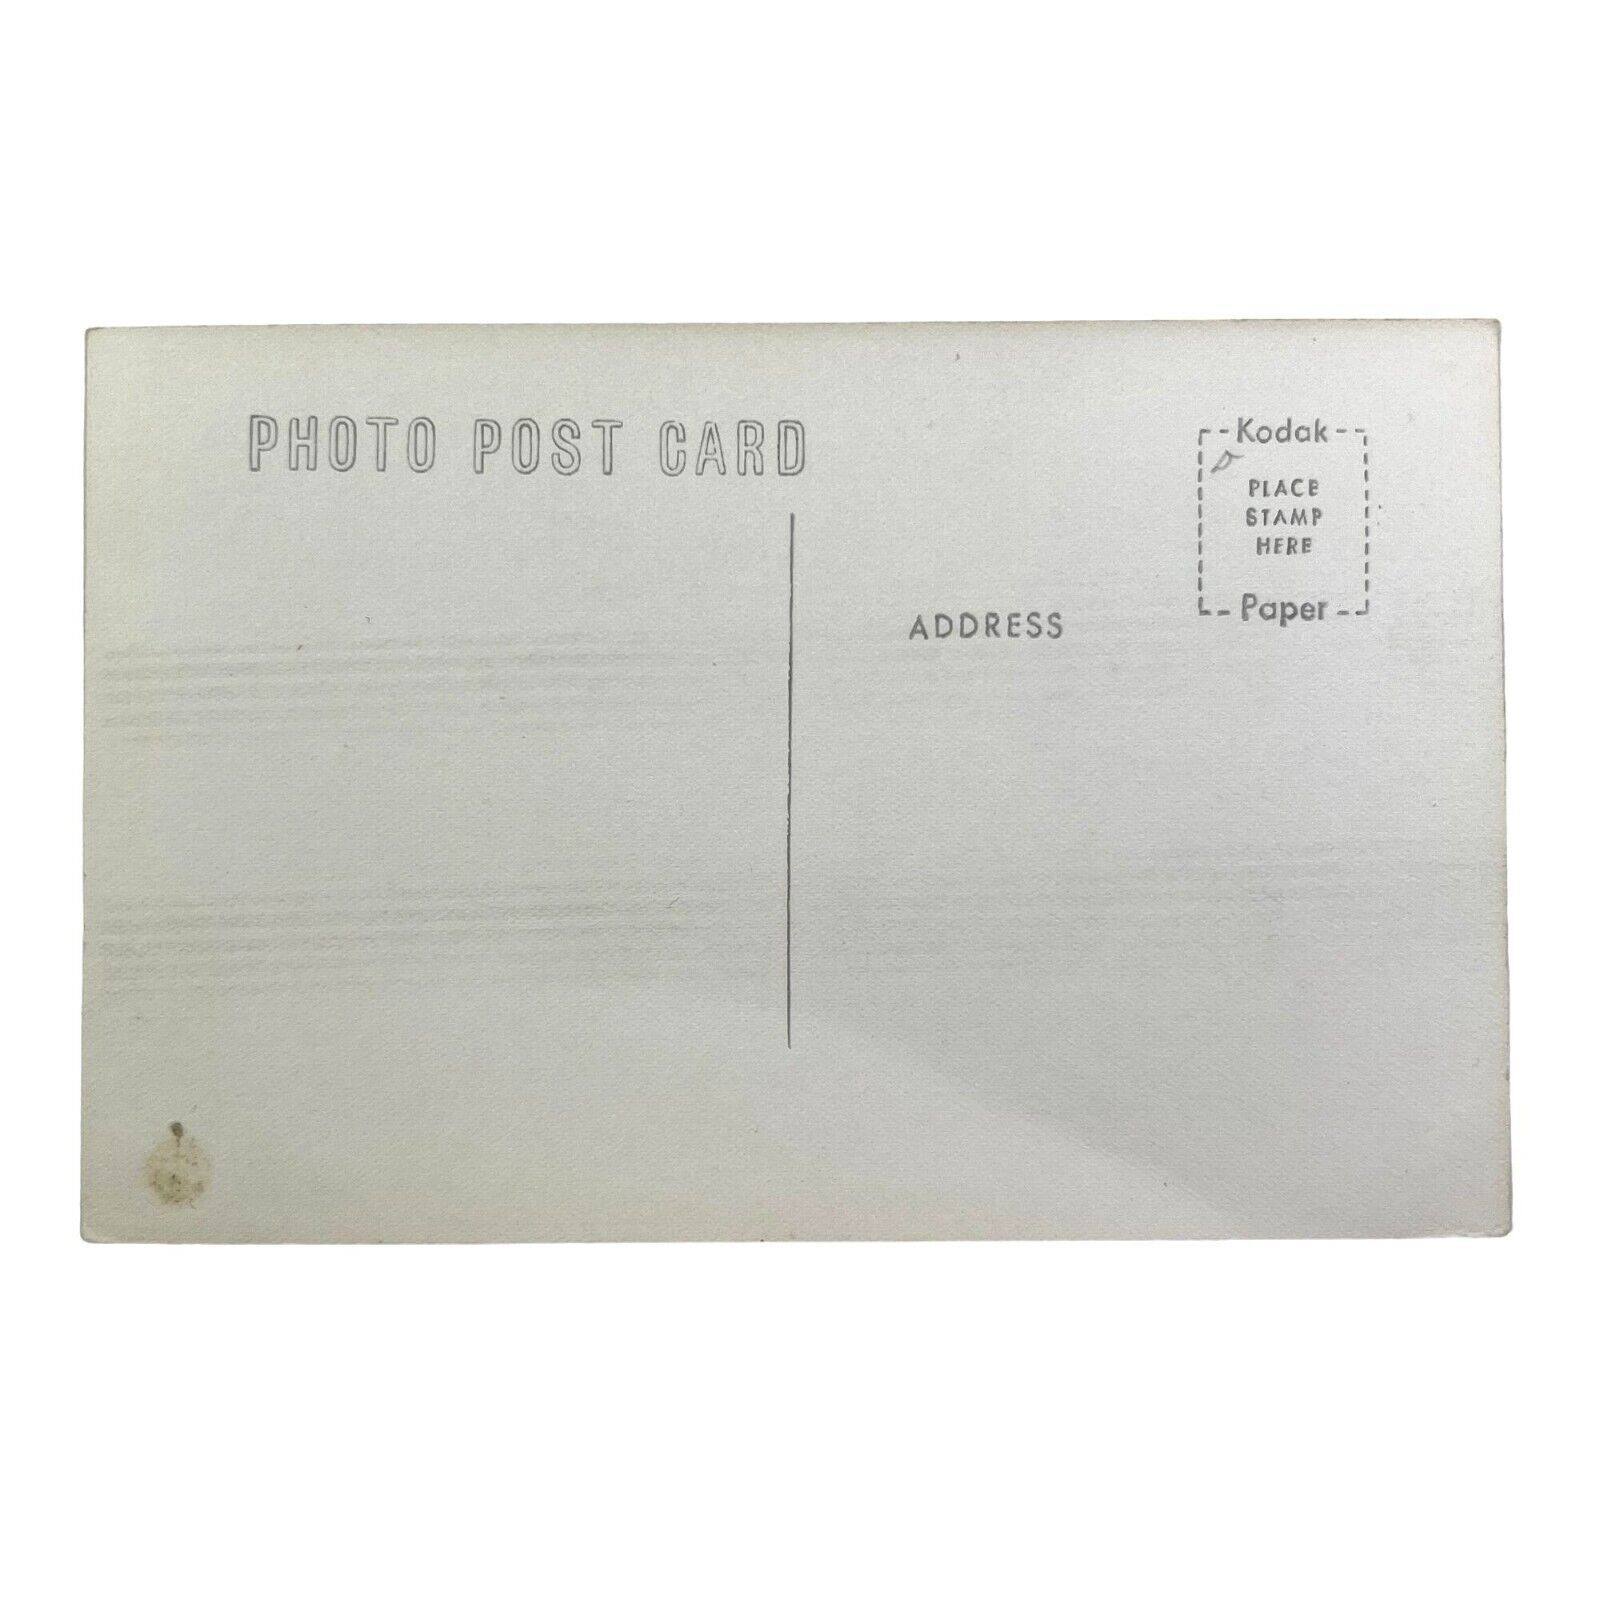 PHOTO POST CARD
Kodak
PLACE
STAMP
HERE
Paper
ADDRESS